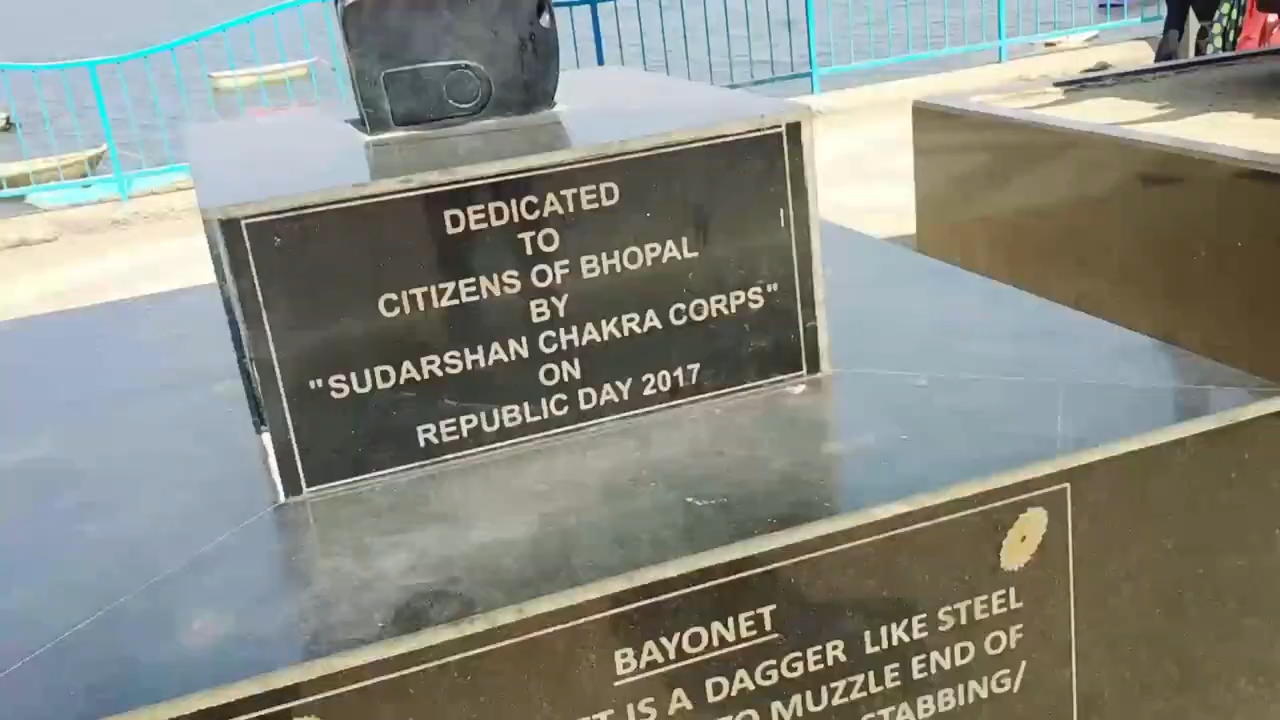 DEDICATED
TO
CITIZENS OF BHOPAL
BY
"SUDARSHAN CHAKRA CORPS"
ON
REPUBLIC DAY 2017
BAYONET
IS A DAGGER LIKE STEEL
TO MUZZLE END OF
STABBING/